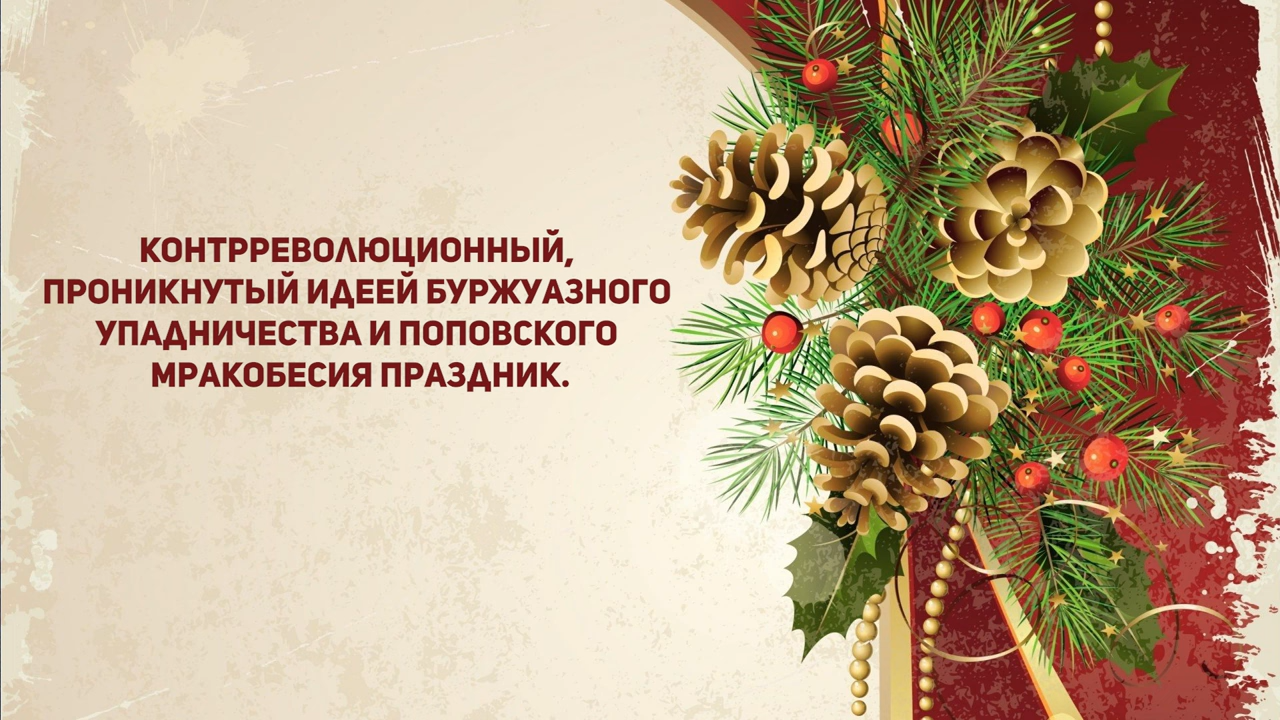 КОНТРРЕВОЛЮЦИОННЫЙ,
ПРОНИКНУТЫЙ ИДЕЕЙ БУРЖУАЗНОГО
УПАДНИЧЕСТВА И ПОПОВСКОГО
МРАКОБЕСИЯ ПРАЗДНИК.